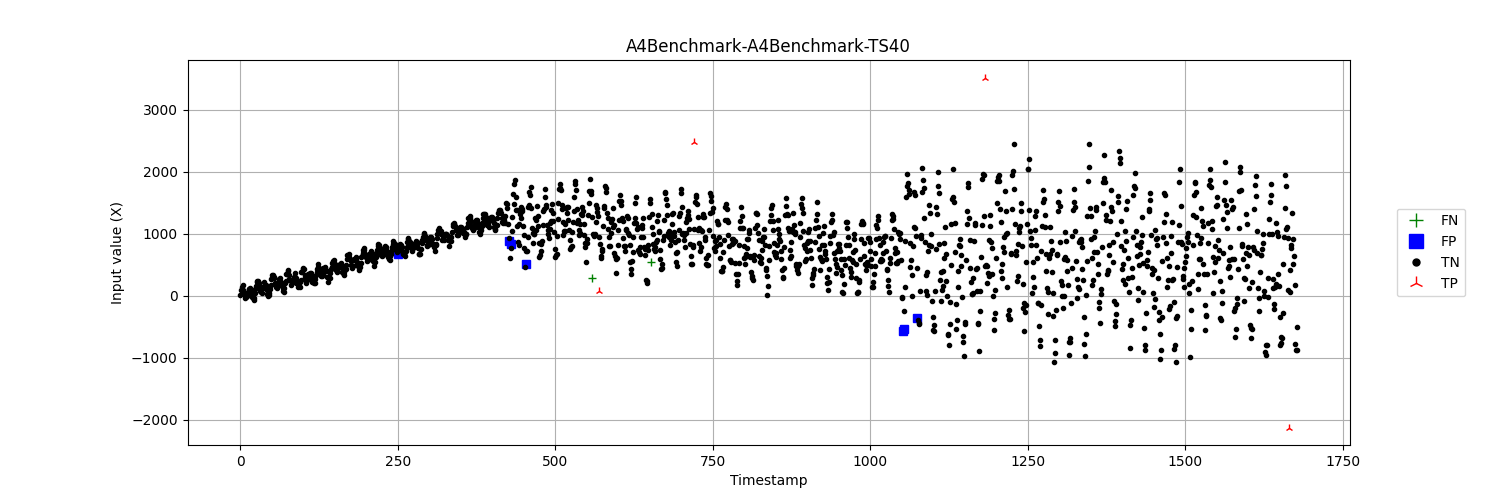 A4Benchmark-A4Benchmark-TS40
Input value (X)
3000
2000
1000
0
−1000
−2000
0 250 500 750 1000 1250 1500 1750
Timestamp
FN
FP
TN
TP